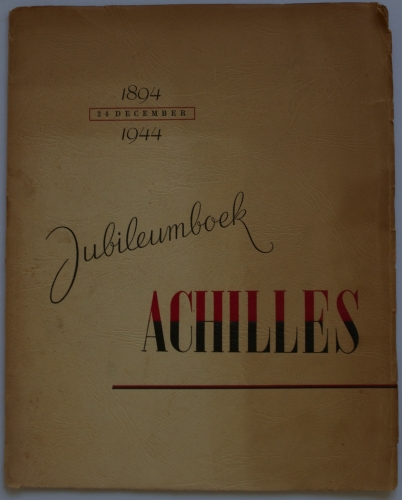 1894
24 DECEMBER
1944
Jubileumboek
ACHILLES